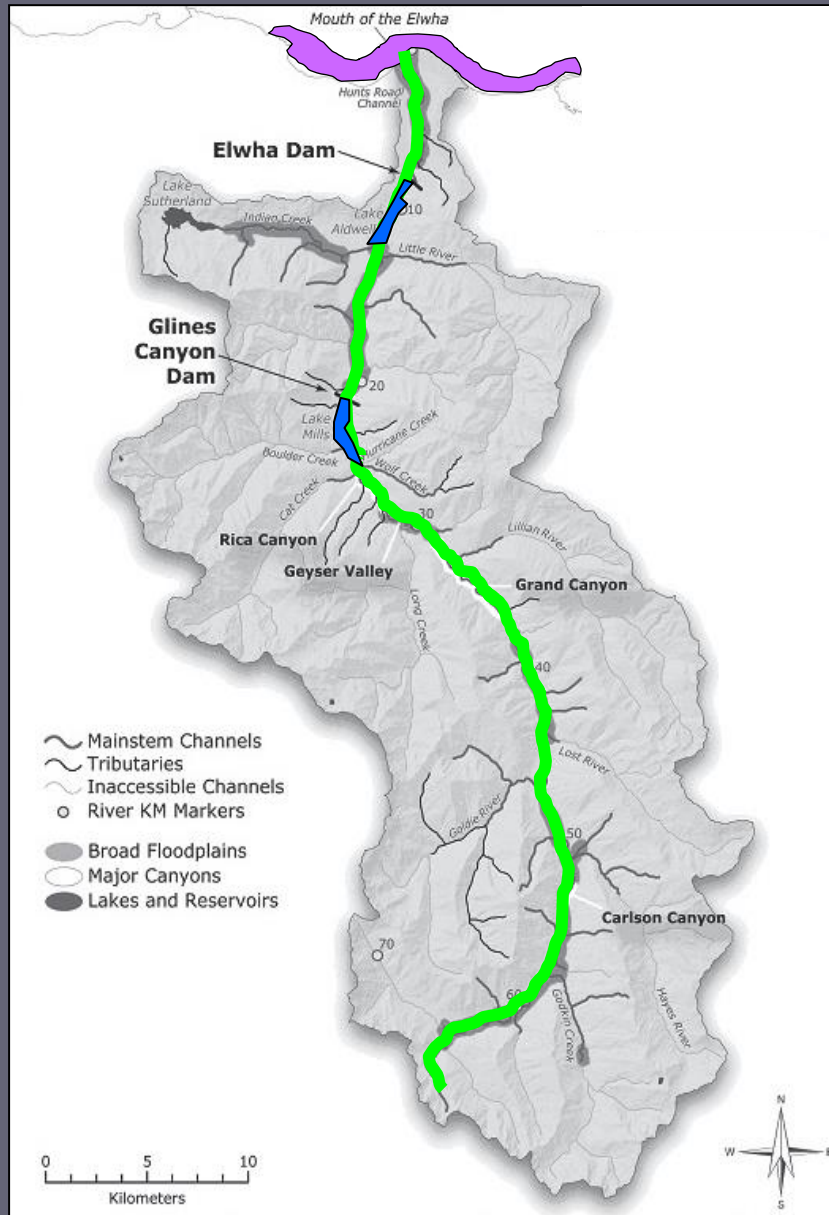 Mouth of the Elwha
Hunts Road
Channel
Elwha Dam
10
Lake
Sutherland
Indian Creek
Lake
Aldwell
Little River
Glines
Canyon
Dam
20
Lake
Mills
Hurricane Creek
Boulder Creek
Wolf Creek
Cat Creek
30
Rica Canyon
Lillian River
Geyser Valley
Grand Canyon
Long Creek
40
Mainstem Channels
Tributaries
Inaccessible Channels
River KM Markers
Broad Floodplains
Major Canyons
Lakes and Reservoirs
Lost River
Goldie River
50
Carlson Canyon
70
60
Godkin Creek
Hayes River
0 5 10
Kilometers
N
W
S